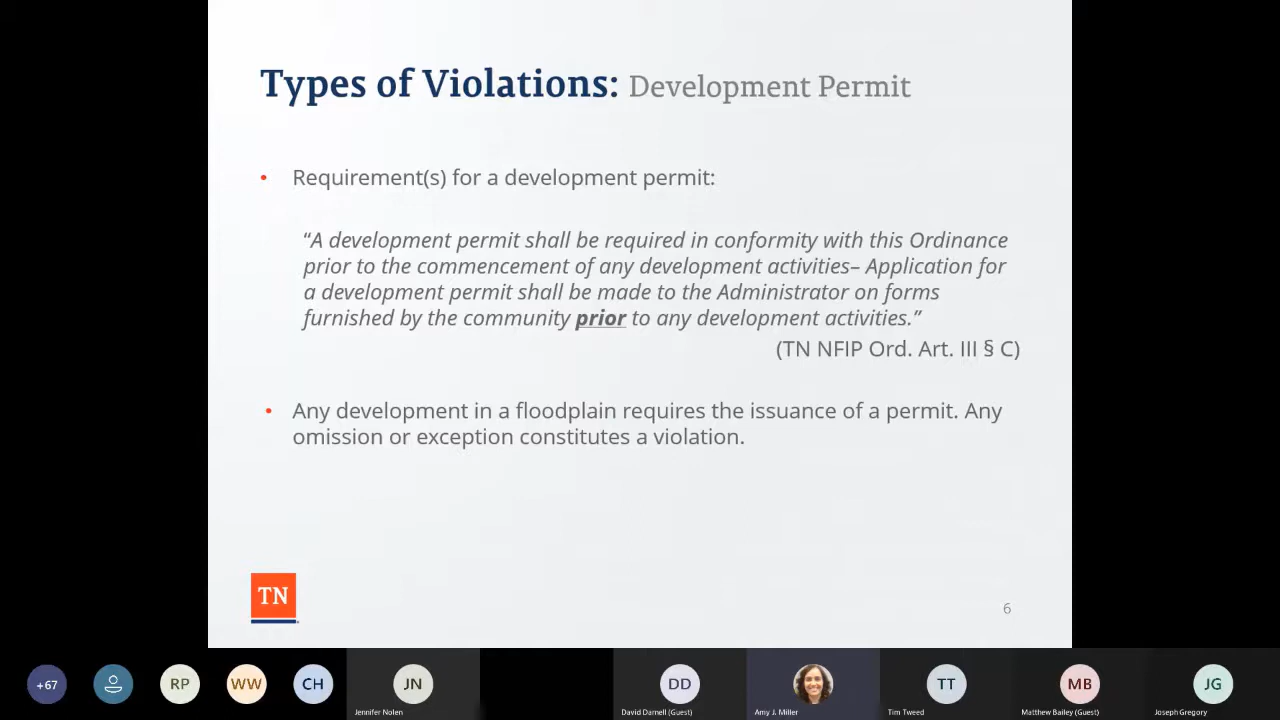 Types of Violations: Development Permit
• Requirement(s) for a development permit:
“A development permit shall be required in conformity with this Ordinance
prior to the commencement of any development activities– Application for
a development permit shall be made to the Administrator on forms
furnished by the community prior to any development activities.”
(TN NFIP Ord. Art. III § C)
• Any development in a floodplain requires the issuance of a permit. Any
omission or exception constitutes a violation.
TN
6
+67
RP
WW
CH
JN
DD
TT
MB
JG
Jennifer Nolen
David Darnell (Guest)
Amy J. Miller
Tim Tweed
Matthew Bailey (Guest)
Joseph Gregory